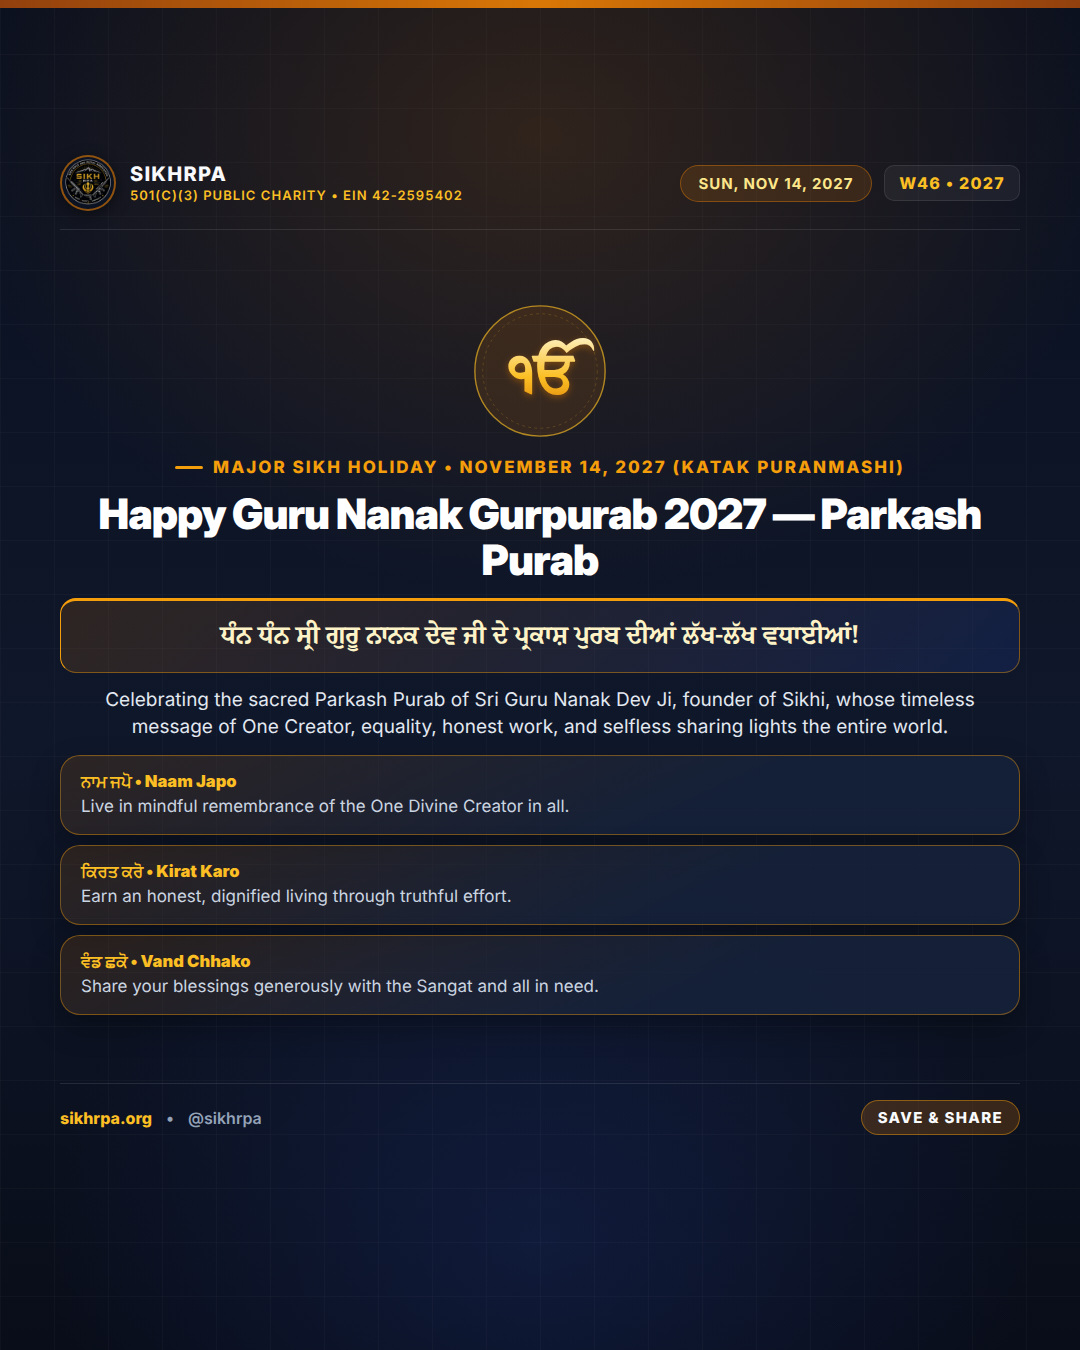 SIKH
SIKHRPA
501(C)(3) PUBLIC CHARITY • EIN 42-2595402
SUN, NOV 14, 2027
W46 • 2027
ੴ
MAJOR SIKH HOLIDAY • NOVEMBER 14, 2027 (KATAK PURANMASHI)
Happy Guru Nanak Gurpurab 2027 — Parkash
Purab
ਧੰਨ ਧੰਨ ਸ੍ਰੀ ਗੁਰੂ ਨਾਨਕ ਦੇਵ ਜੀ ਦੇ ਪ੍ਰਕਾਸ਼ ਪੁਰਬ ਦੀਆਂ ਲੱਖ-ਲੱਖ ਵਧਾਈਆਂ!
Celebrating the sacred Parkash Purab of Sri Guru Nanak Dev Ji, founder of Sikhi, whose timeless
message of One Creator, equality, honest work, and selfless sharing lights the entire world.
ਨਾਮ ਜਪੋ • Naam Japo
Live in mindful remembrance of the One Divine Creator in all.
ਕਿਰਤ ਕਰੋ • Kirat Karo
Earn an honest, dignified living through truthful effort.
ਵੰਡ ਛਕੋ • Vand Chhako
Share your blessings generously with the Sangat and all in need.
sikhrpa.org • @sikhrpa
SAVE & SHARE